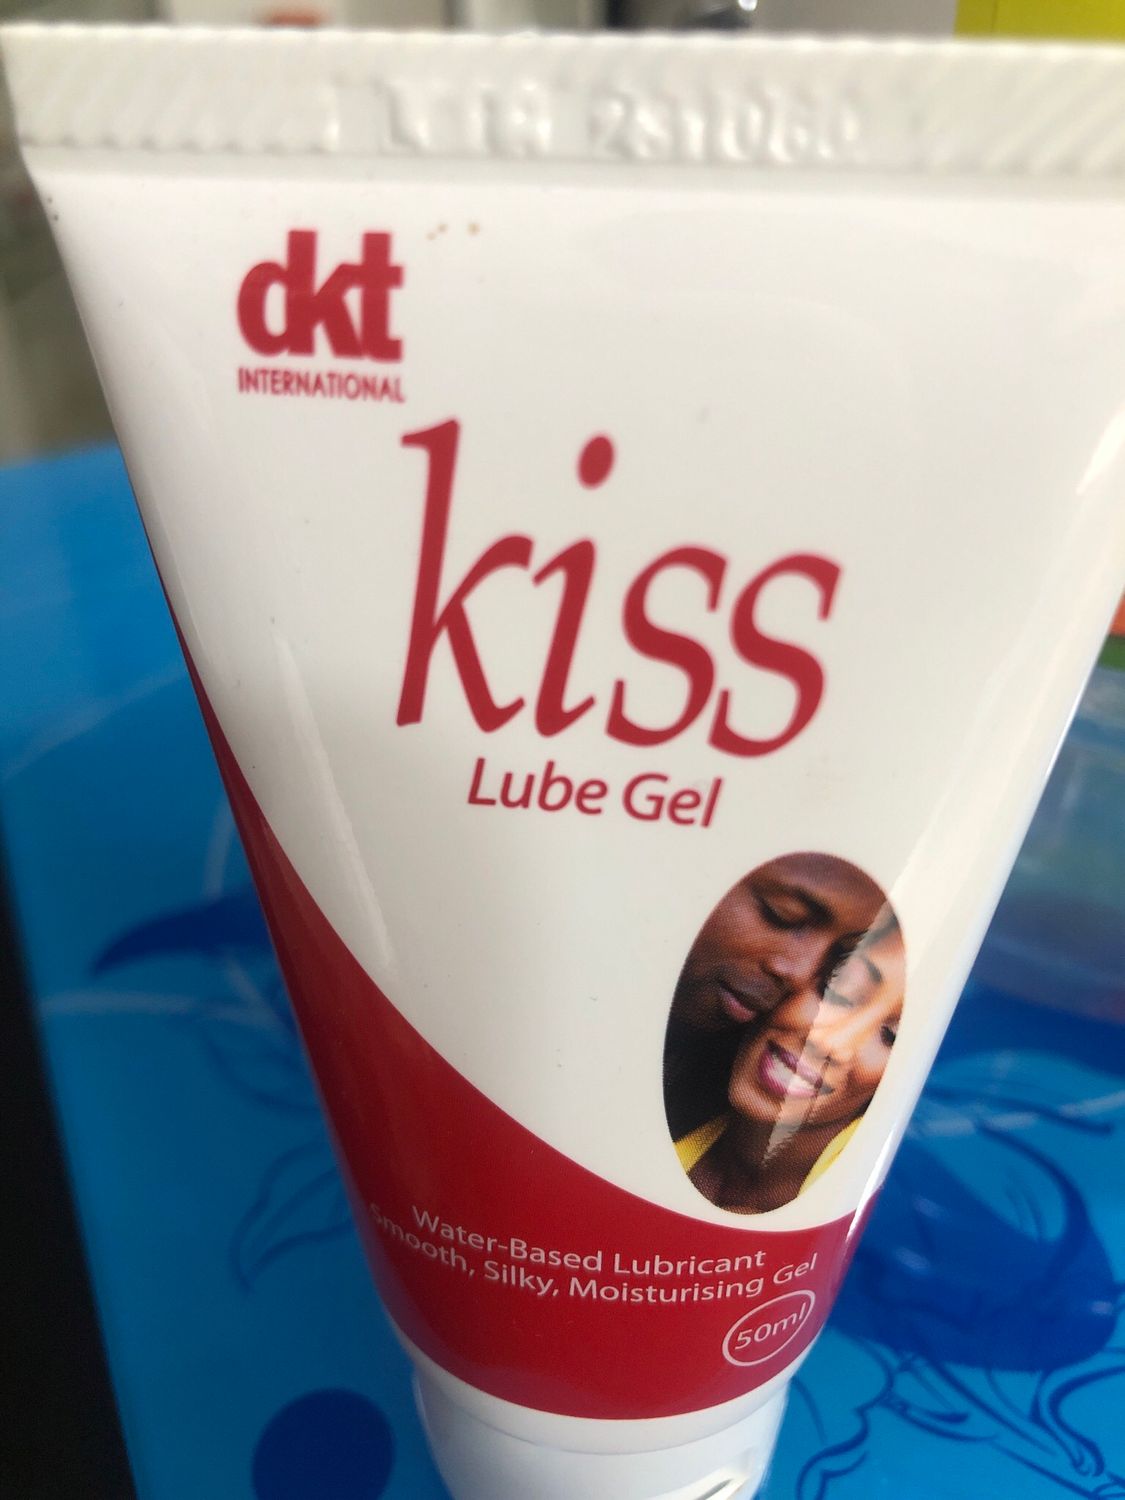 dkt
INTERNATIONAL
kiss
Lube Gel
Water-Based Lubricant
Smooth, Silky, Moisturising Gel
50ml